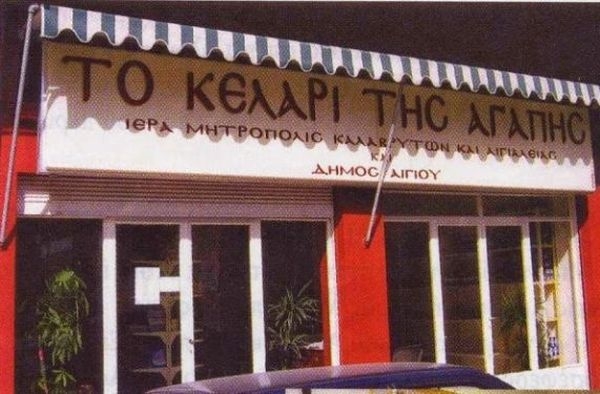 ΤΟ ΚΕΛΑΡΙ ΤΗΣ ΑΓΑΠΗΣ
ΙΕΡΑ ΜΗΤΡΟΠΟΛΙΣ ΚΑΛΑΒΡΥΤΩΝ ΚΑΙ ΑΙΓΙΑΛΕΙΑΣ
ΚΑΙ
ΔΗΜΟΣ ΑΙΓΙΟΥ